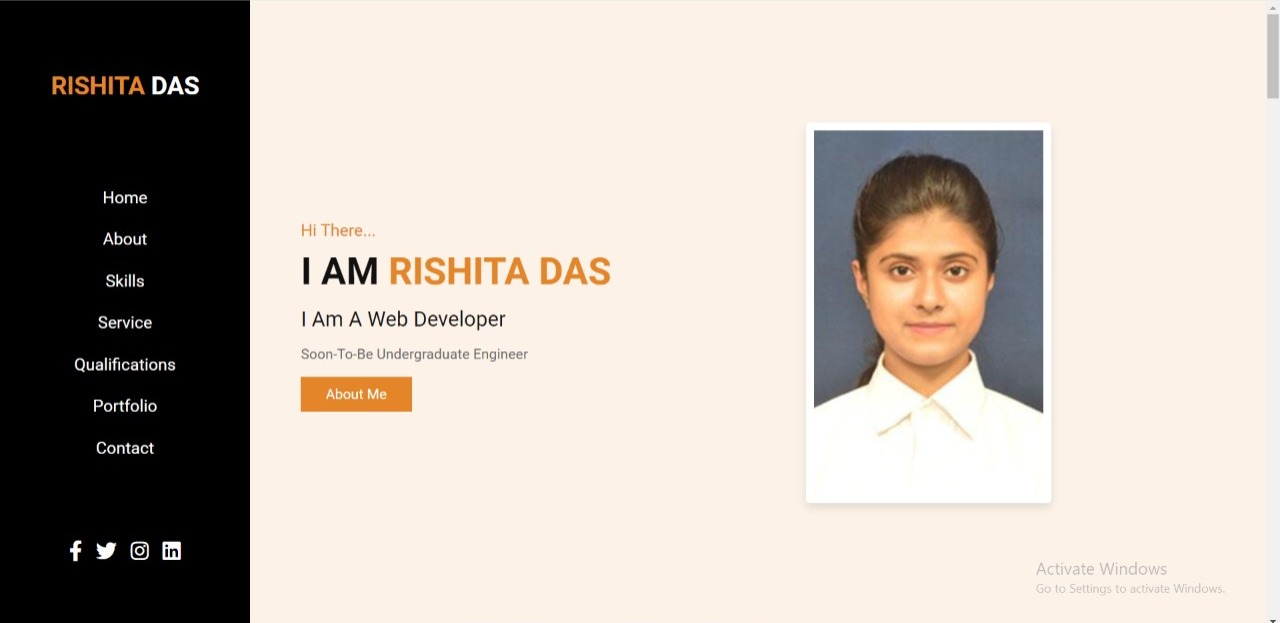 RISHITA DAS
Home
About
Skills
Service
Qualifications
Portfolio
Contact
Hi There...
I AM RISHITA DAS
I Am A Web Developer
Soon-To-Be Undergraduate Engineer
About Me
Activate Windows
Go to Settings to activate Windows.